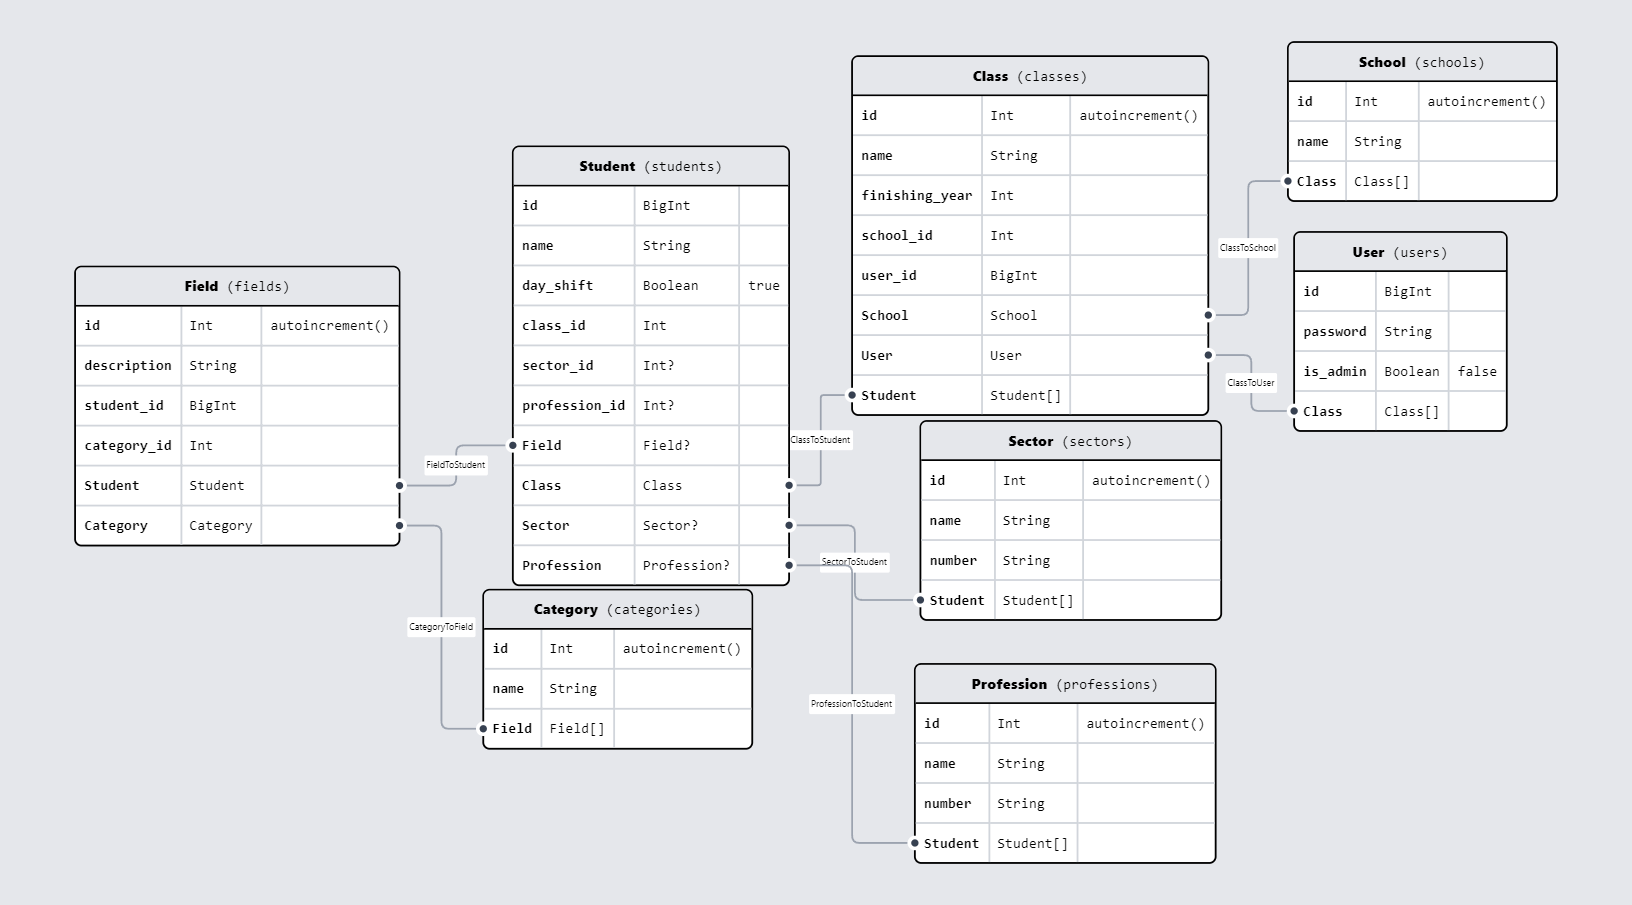 Field (fields)
id Int autoincrement()
description String
student_id BigInt
category_id Int
Student Student
Category Category
FieldToStudent
CategoryToField
Student (students)
id BigInt
name String
day_shift Boolean true
class_id Int
sector_id Int?
profession_id Int?
Field Field?
Class Class
Sector Sector?
Profession Profession?
Category (categories)
id Int autoincrement()
name String
Field Field[]
ClassToStudent
SectorToStudent
ProfessionToStudent
Class (classes)
id Int autoincrement()
name String
finishing_year Int
school_id Int
user_id BigInt
School School
User User
Student Student[]
Sector (sectors)
id Int autoincrement()
name String
number String
Student Student[]
Profession (professions)
id Int autoincrement()
name String
number String
Student Student[]
ClassToSchool
ClassToUser
School (schools)
id Int autoincrement()
name String
Class Class[]
User (users)
id BigInt
password String
is_admin Boolean false
Class Class[]